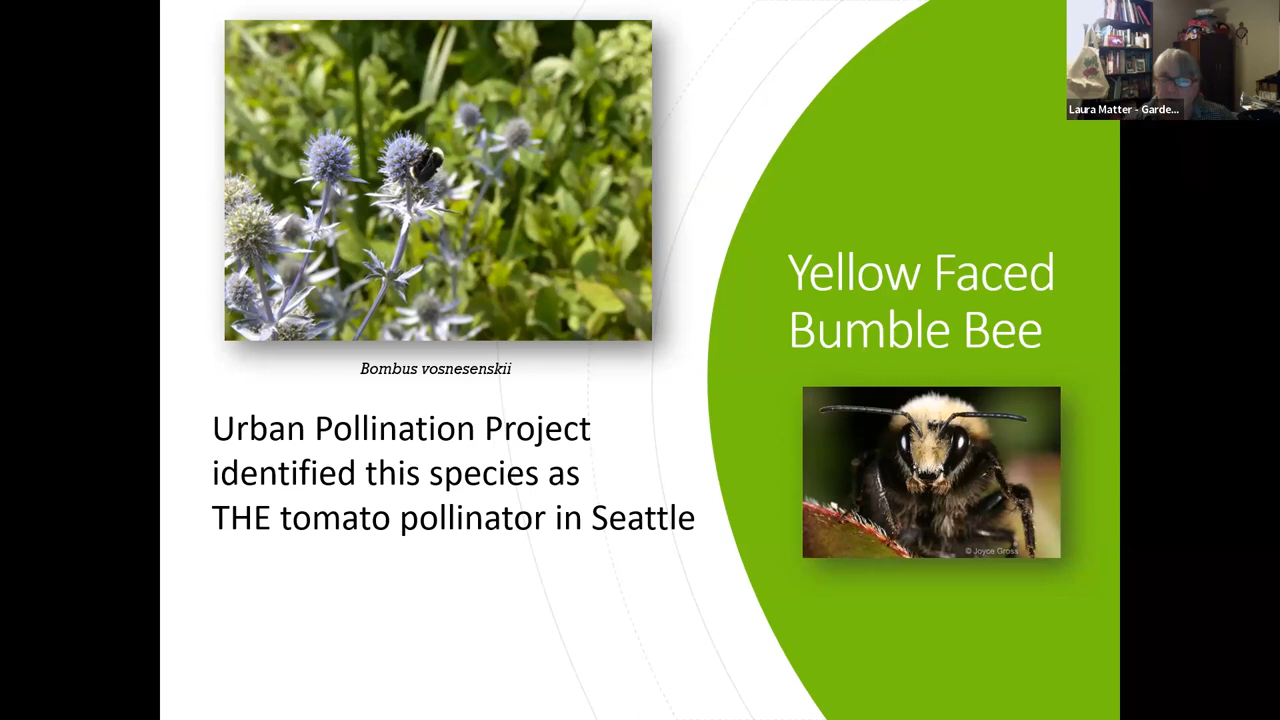 Laura Matter - Garde...
Yellow Faced
Bumble Bee
Bombus vosnesenskii
Urban Pollination Project
identified this species as
THE tomato pollinator in Seattle
© Joyce Gross